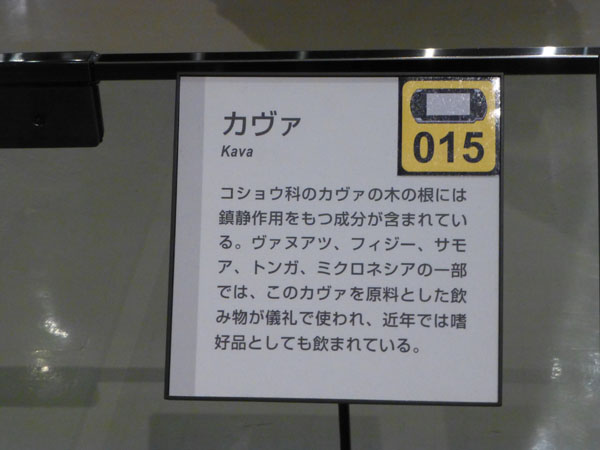 カヴァ
Kava
015
コショウ科のカヴァの木の根には
鎮静作用をもつ成分が含まれてい
る。ヴァヌアツ、フィジー、サモ
ア、トンガ、ミクロネシアの一部
では、このカヴァを原料とした飲
み物が儀礼で使われ、近年では嗜
好品としても飲まれている。